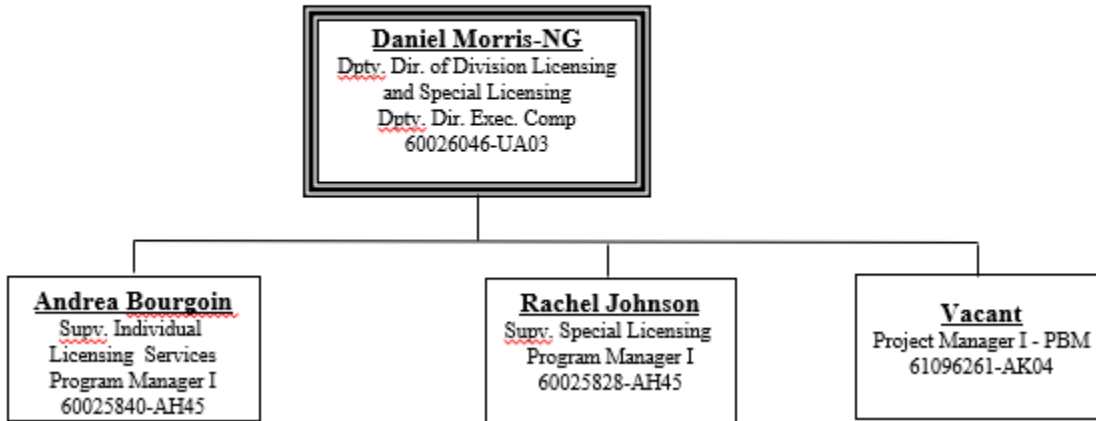 Daniel Morris-NG
Dpty. Dir. of Division Licensing
and Special Licensing
Dpty. Dir. Exec. Comp
60026046-UA03
Andrea Bourgoin
Supv. Individual
Licensing Services
Program Manager I
60025840-AH45
Rachel Johnson
Supv. Special Licensing
Program Manager I
60025828-AH45
Vacant
Project Manager I - PBM
61096261-AK04